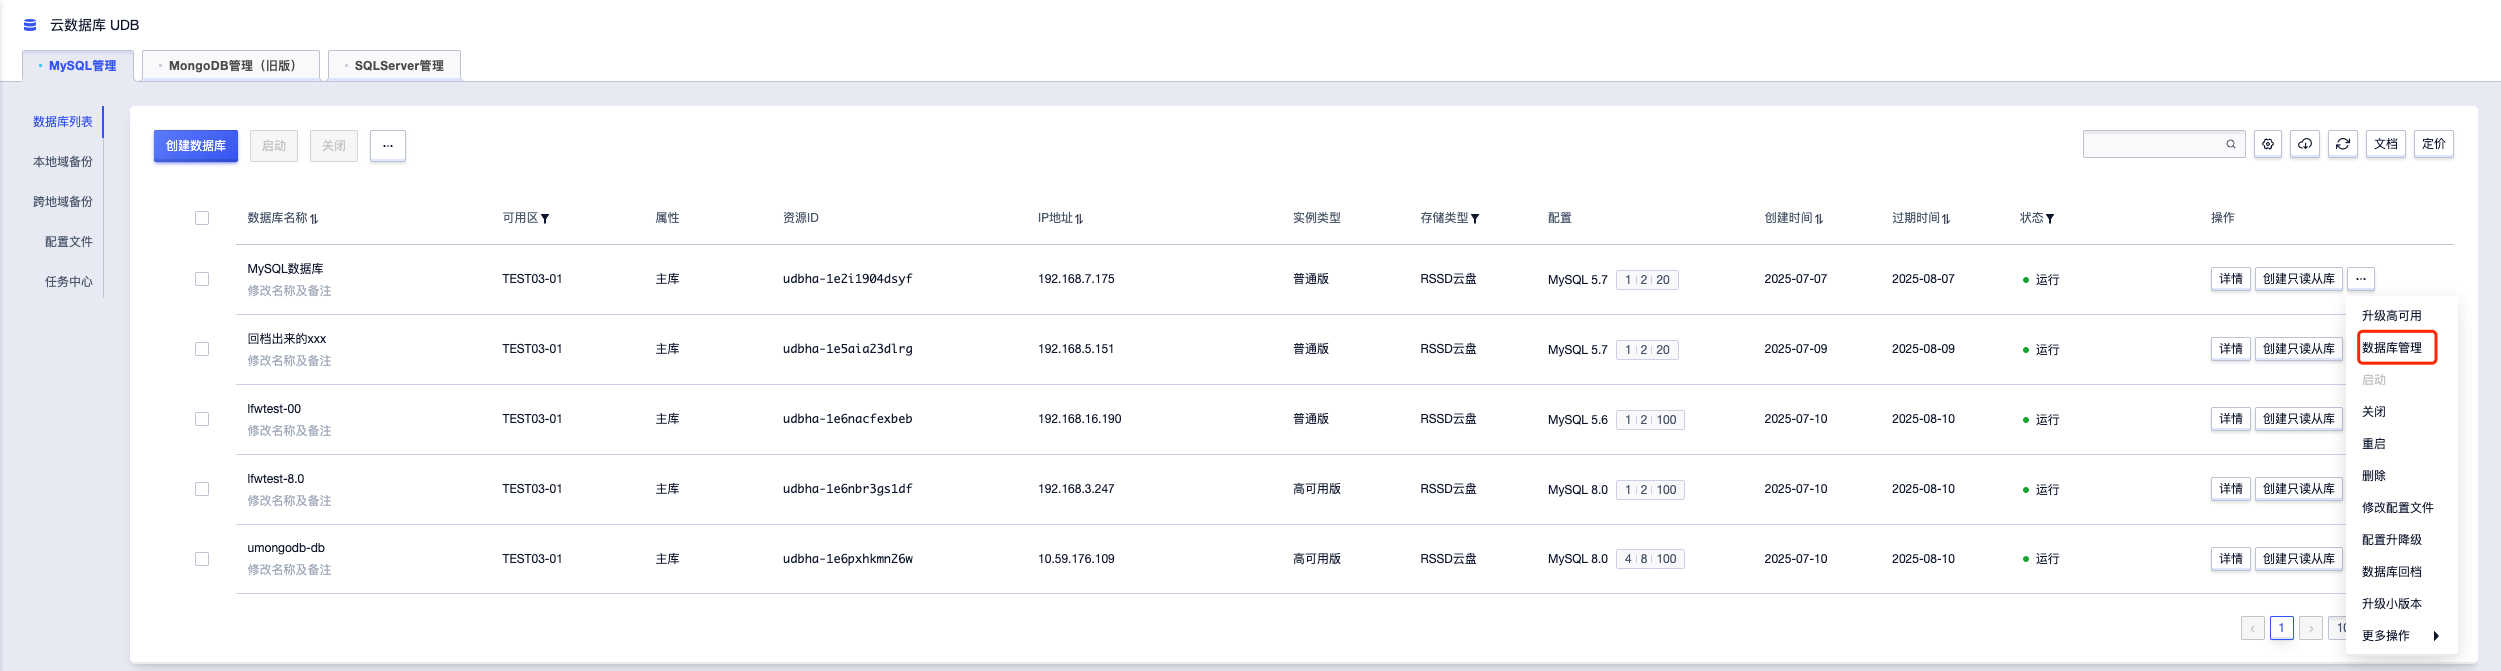 云数据库 UDB
MySQL管理
MongoDB管理（旧版）
SQLServer管理
数据库列表
本地域备份
跨地域备份
配置文件
任务中心
创建数据库 启动 关闭 ...
文档 定价
数据库名称 可用区 属性 资源ID IP地址 实例类型 存储类型 配置 创建时间 过期时间 状态 操作
MySQL数据库
修改名称及备注
TEST03-01 主库 udbha-1e2i1904dsyf 192.168.7.175 普通版 RSSD云盘 MySQL 5.7 1 2 20 2025-07-07 2025-08-07 运行 详情 创建只读从库 ...
回档出来的xxx
修改名称及备注
TEST03-01 主库 udbha-1e5aia23dlrg 192.168.5.151 普通版 RSSD云盘 MySQL 5.7 1 2 20 2025-07-09 2025-08-09 运行 详情 创建只读从库
lfwtest-00
修改名称及备注
TEST03-01 主库 udbha-1e6nacfexbeb 192.168.16.190 普通版 RSSD云盘 MySQL 5.6 1 2 100 2025-07-10 2025-08-10 运行 详情 创建只读从库
lfwtest-8.0
修改名称及备注
TEST03-01 主库 udbha-1e6nbr3gs1df 192.168.3.247 高可用版 RSSD云盘 MySQL 8.0 1 2 100 2025-07-10 2025-08-10 运行 详情 创建只读从库
umongodb-db
修改名称及备注
TEST03-01 主库 udbha-1e6pxhkmn26w 10.59.176.109 高可用版 RSSD云盘 MySQL 8.0 4 8 100 2025-07-10 2025-08-10 运行 详情 创建只读从库
升级高可用
数据库管理
启动
关闭
重启
删除
修改配置文件
配置升降级
数据库回档
升级小版本
更多操作
1